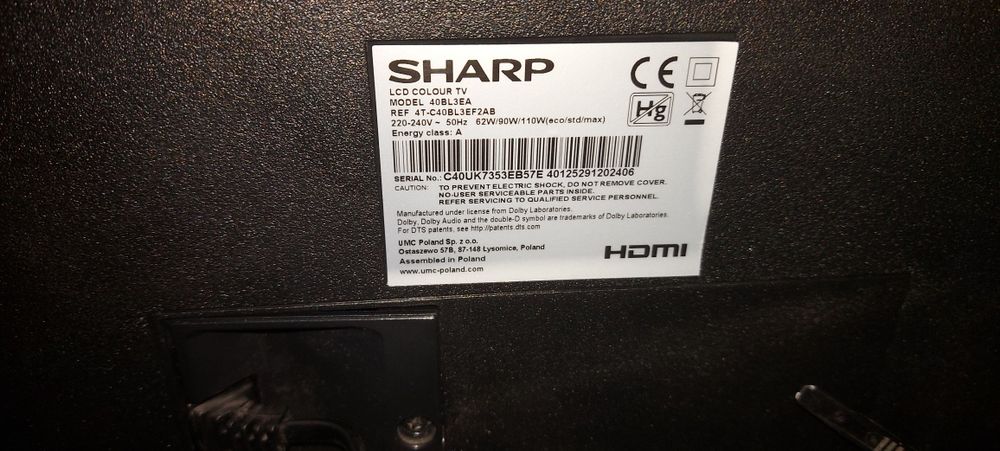 SHARP
CE
LCD COLOUR TV
MODEL 40BL3EA
REF 4T-C40BL3EF2AB
Hg
220-240V ~ 50Hz 62W/90W/110W(eco/std/max)
Energy class: A
SERIAL No.: C40UK7353EB57E 40125291202406
CAUTION: TO PREVENT ELECTRIC SHOCK, DO NOT REMOVE COVER.
NO-USER SERVICEABLE PARTS INSIDE.
REFER SERVICING TO QUALIFIED SERVICE PERSONNEL.
Manufactured under license from Dolby Laboratories.
Dolby, Dolby Audio and the double-D symbol are trademarks of Dolby Laboratories.
For DTS patents, see http://patents.dts.com
UMC Poland Sp. z o.o.
Ostaszewo 57B, 87-148 Łysomice, Poland
Assembled in Poland
www.umc-poland.com
HDMI